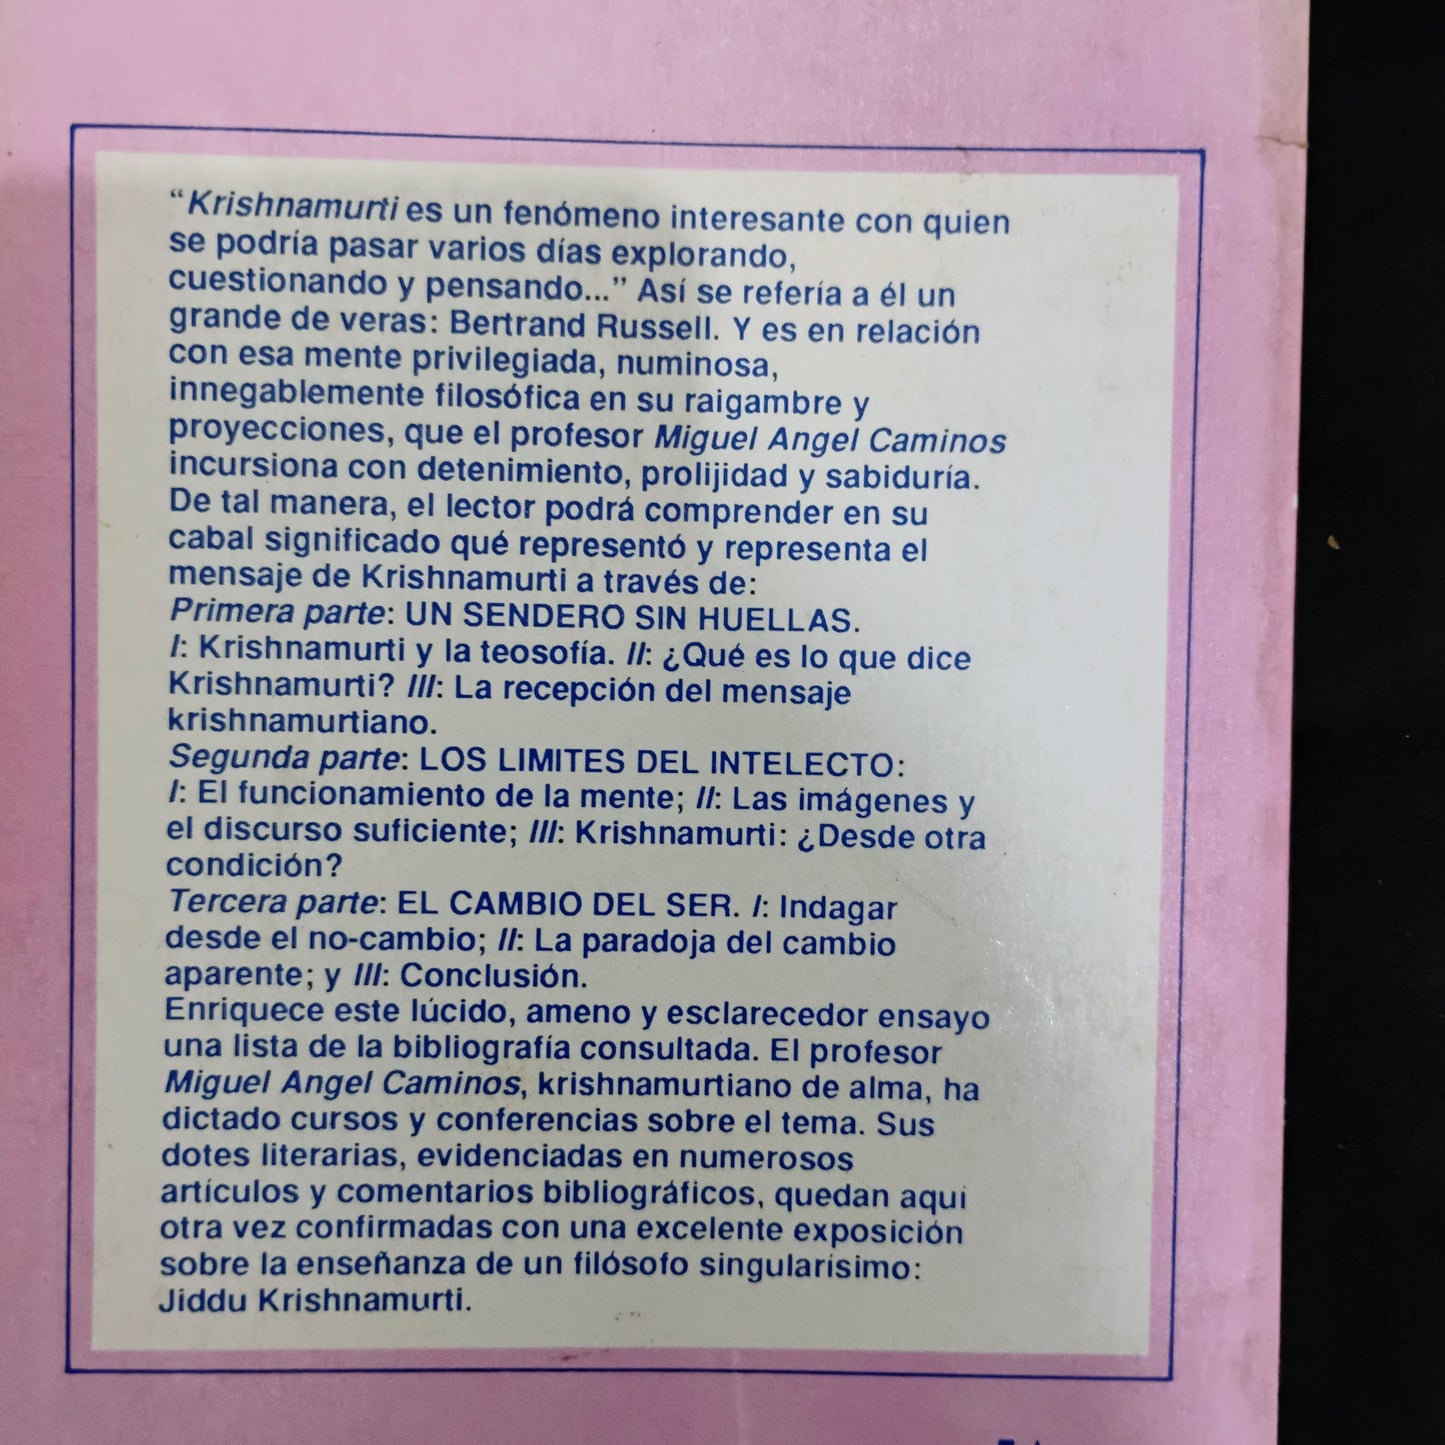 “Krishnamurti es un fenómeno interesante con quien
se podría pasar varios días explorando,
cuestionando y pensando...” Así se refería a él un
grande de veras: Bertrand Russell. Y es en relación
con esa mente privilegiada, numinosa,
innegablemente filosófica en su raigambre y
proyecciones, que el profesor Miguel Angel Caminos
incursiona con detenimiento, prolijidad y sabiduría.
De tal manera, el lector podrá comprender en su
cabal significado qué representó y representa el
mensaje de Krishnamurti a través de:
Primera parte: UN SENDERO SIN HUELLAS.
I: Krishnamurti y la teosofía. II: ¿Qué es lo que dice
Krishnamurti? III: La recepción del mensaje
krishnamurtiano.
Segunda parte: LOS LIMITES DEL INTELECTO:
I: El funcionamiento de la mente; II: Las imágenes y
el discurso suficiente; III: Krishnamurti: ¿Desde otra
condición?
Tercera parte: EL CAMBIO DEL SER. I: Indagar
desde el no-cambio; II: La paradoja del cambio
aparente; y III: Conclusión.
Enriquece este lúcido, ameno y esclarecedor ensayo
una lista de la bibliografía consultada. El profesor
Miguel Angel Caminos, krishnamurtiano de alma, ha
dictado cursos y conferencias sobre el tema. Sus
dotes literarias, evidenciadas en numerosos
artículos y comentarios bibliográficos, quedan aquí
otra vez confirmadas con una excelente exposición
sobre la enseñanza de un filósofo singularísimo:
Jiddu Krishnamurti.